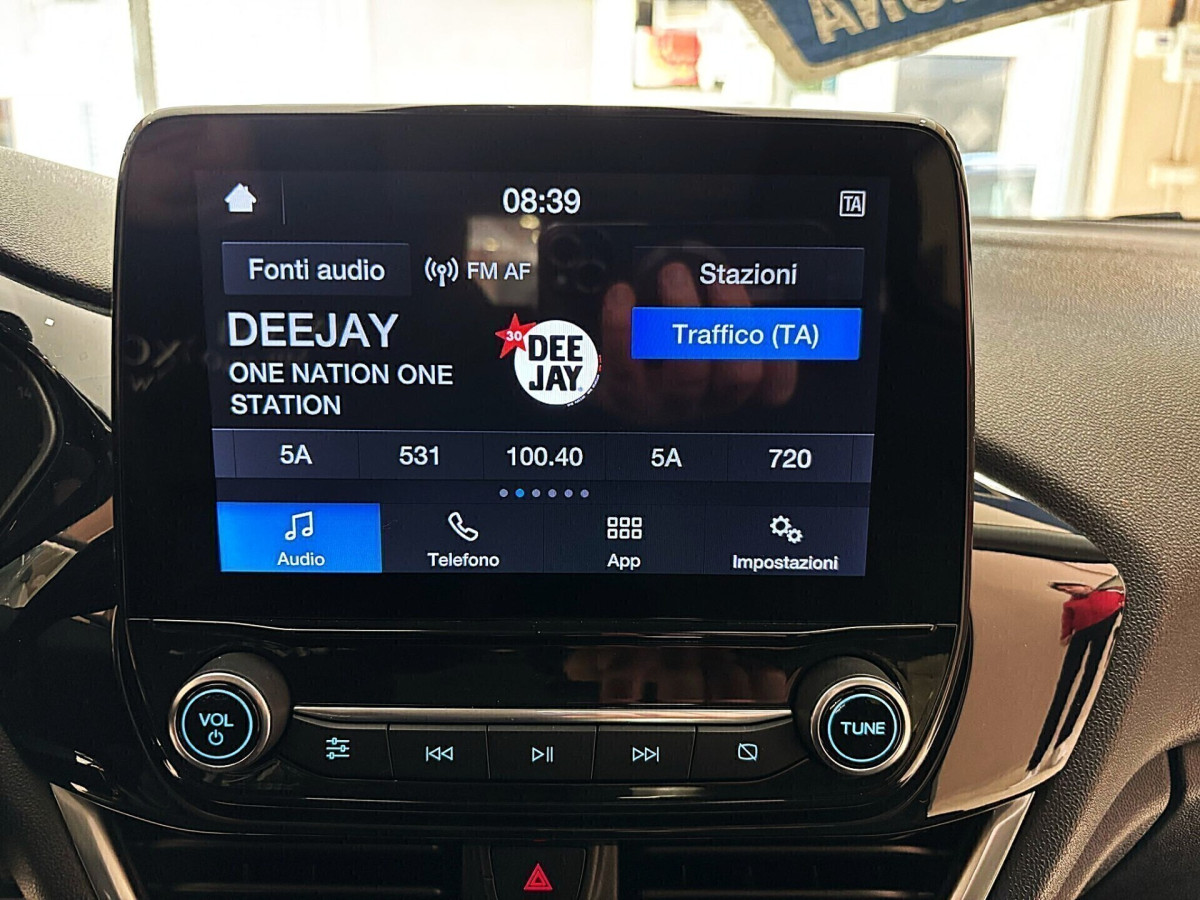 08:39
TA
Fonti audio
FM AF
Stazioni
DEEJAY
30
DEE
JAY
Traffico (TA)
ONE NATION ONE
STATION
5A
531
100.40
5A
720
Audio
Telefono
App
Impostazioni
VOL
TUNE